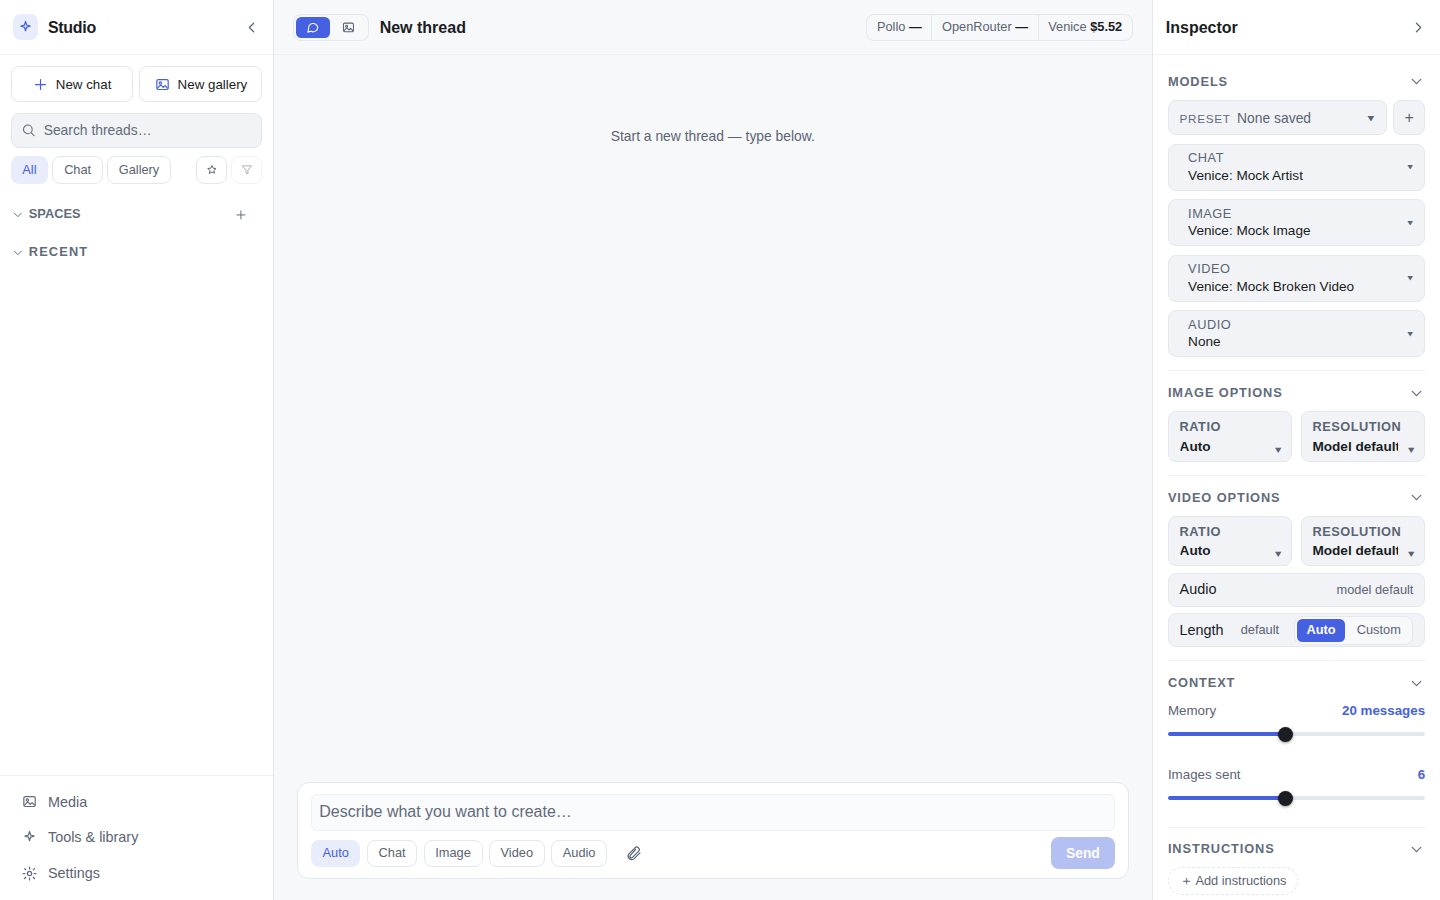 Studio
New chat
New gallery
Search threads…
All
Chat
Gallery
SPACES
RECENT
Media
Tools & library
Settings
New thread
Pollo —
OpenRouter —
Venice $5.52
Start a new thread — type below.
Describe what you want to create…
Auto
Chat
Image
Video
Audio
Send
Inspector
MODELS
PRESET None saved
+
CHAT
Venice: Mock Artist
IMAGE
Venice: Mock Image
VIDEO
Venice: Mock Broken Video
AUDIO
None
IMAGE OPTIONS
RATIO
Auto
RESOLUTION
Model default
VIDEO OPTIONS
RATIO
Auto
RESOLUTION
Model default
Audio model default
Length default Auto Custom
CONTEXT
Memory 20 messages
Images sent 6
INSTRUCTIONS
+ Add instructions